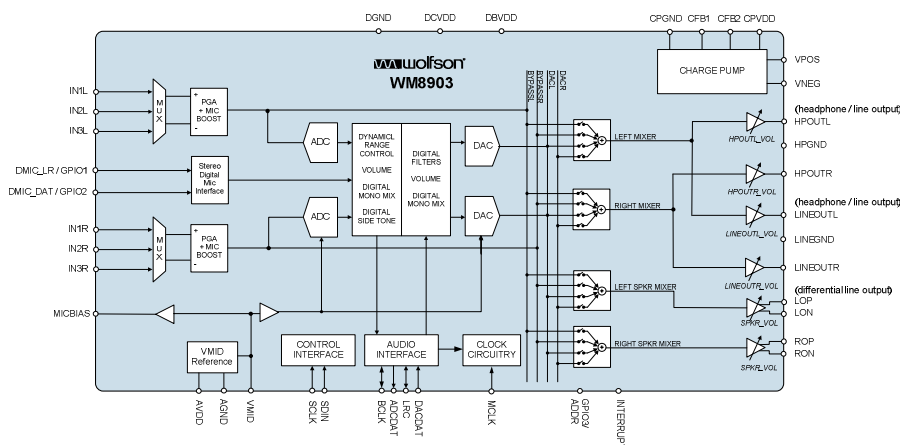 DGND
DCVDD
DBVDD
CPGND
CFB1
CFB2
CPVDD
wolfson
WM8903
CHARGE PUMP
VPOS
VNEG
BYPASSL
BYPASSR
DACL
DACR
IN1L
IN2L
IN3L
MUX
+
PGA
+ MIC
BOOST
-
ADC
DYNAMICL
RANGE
CONTROL
VOLUME
DIGITAL
MONO MIX
DIGITAL
SIDE TONE
DIGITAL
FILTERS
VOLUME
DIGITAL
MONO MIX
DAC
LEFT MIXER
(headphone / line output)
HPOUTL
HPOUTL_VOL
HPGND
DMIC_LR / GPIO1
DMIC_DAT / GPIO2
Stereo
Digital
Mic
Interface
HPOUTR
HPOUTR_VOL
ADC
DAC
RIGHT MIXER
(headphone / line output)
LINEOUTL
LINEOUTL_VOL
LINEGND
IN1R
IN2R
IN3R
MUX
+
PGA
+ MIC
BOOST
-
LINEOUTR
LINEOUTR_VOL
LEFT SPKR MIXER
(differential line output)
LOP
LON
SPKR_VOL
MICBIAS
VMID
Reference
CONTROL
INTERFACE
AUDIO
INTERFACE
CLOCK
CIRCUITRY
RIGHT SPKR MIXER
ROP
RON
SPKR_VOL
AVDD
AGND
VMID
SCLK
SDIN
BCLK
ADCDAT
LRC
DACDAT
MCLK
GPIO3/
ADDR
INTERRUP